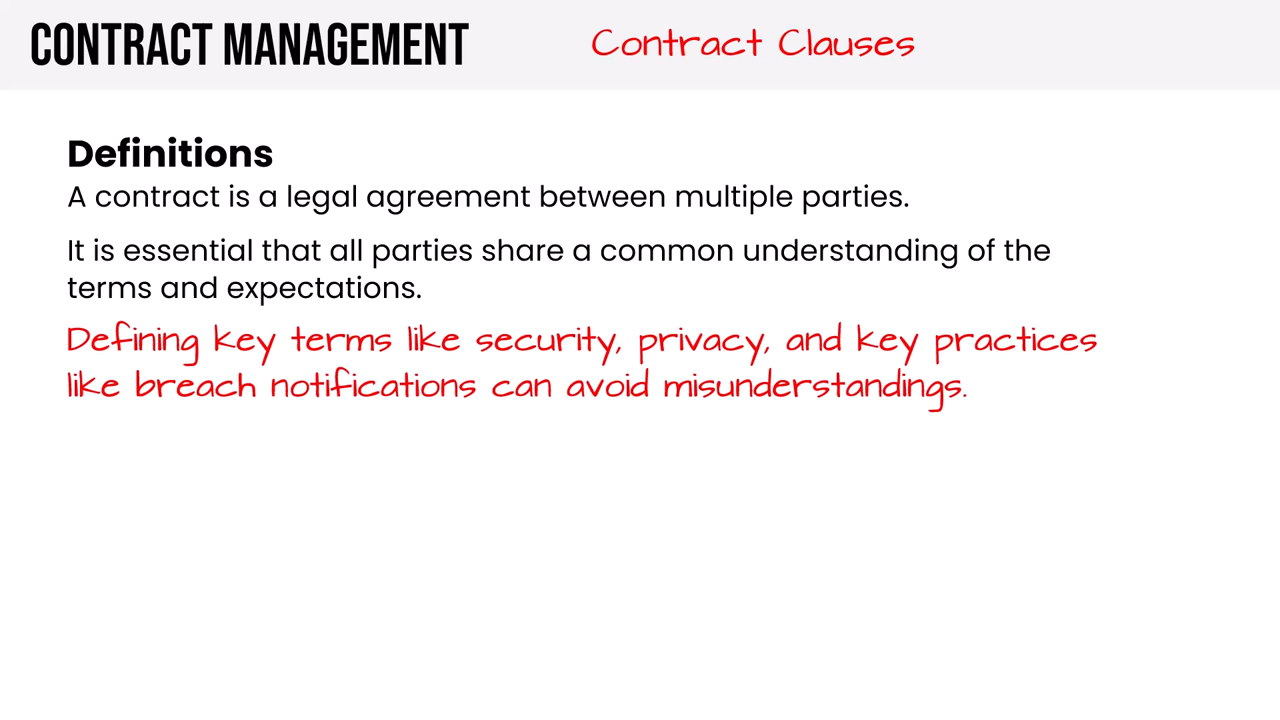 CONTRACT MANAGEMENT
Contract Clauses
Definitions
A contract is a legal agreement between multiple parties.
It is essential that all parties share a common understanding of the
terms and expectations.
Defining key terms like security, privacy, and key practices
like breach notifications can avoid misunderstandings.